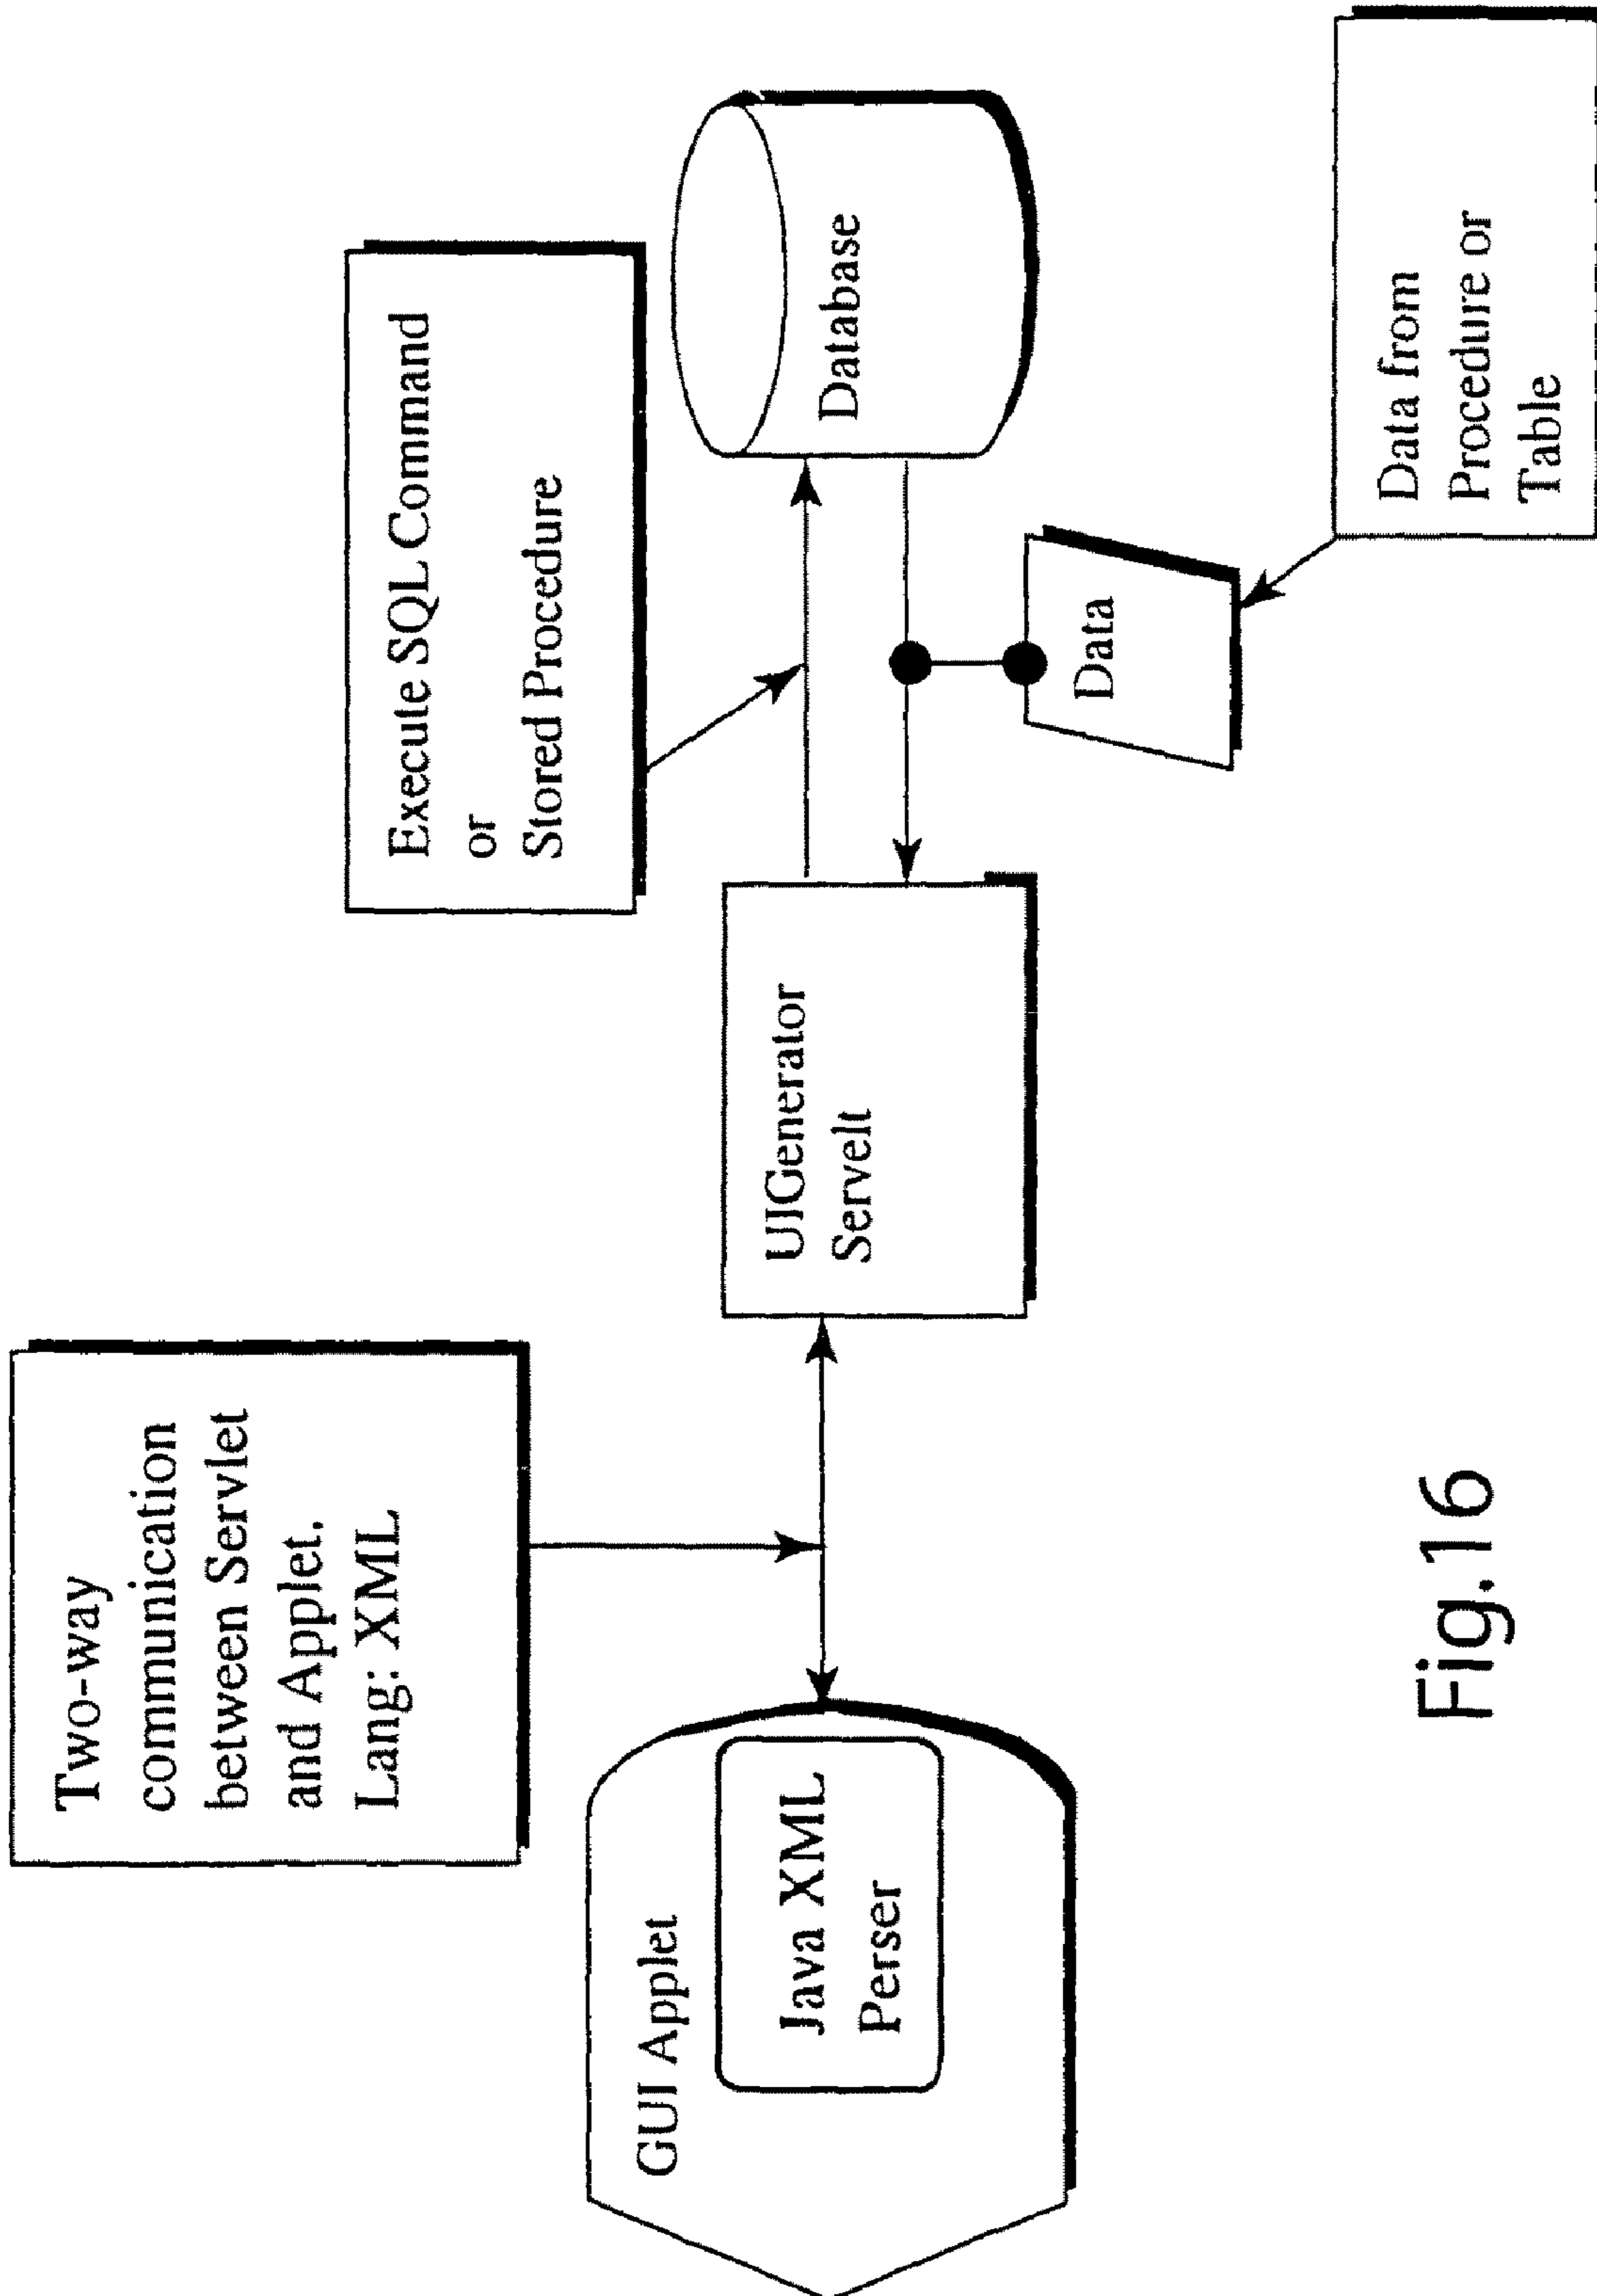 Two-way
communication
between Servlet
and Applet.
Lang: XML
Execute SQL Command
or
Stored Procedure
GUI Applet
Java XML
Perser
UIGenerator
Servelt
Database
Data
Data from
Procedure or
Table
Fig.16